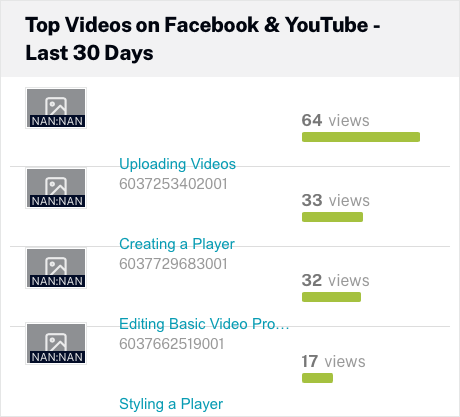 Top Videos on Facebook & YouTube -
Last 30 Days
NAN:NAN
64 views
Uploading Videos
6037253402001
NAN:NAN
33 views
Creating a Player
6037729683001
NAN:NAN
32 views
Editing Basic Video Pro...
6037662519001
NAN:NAN
17 views
Styling a Player